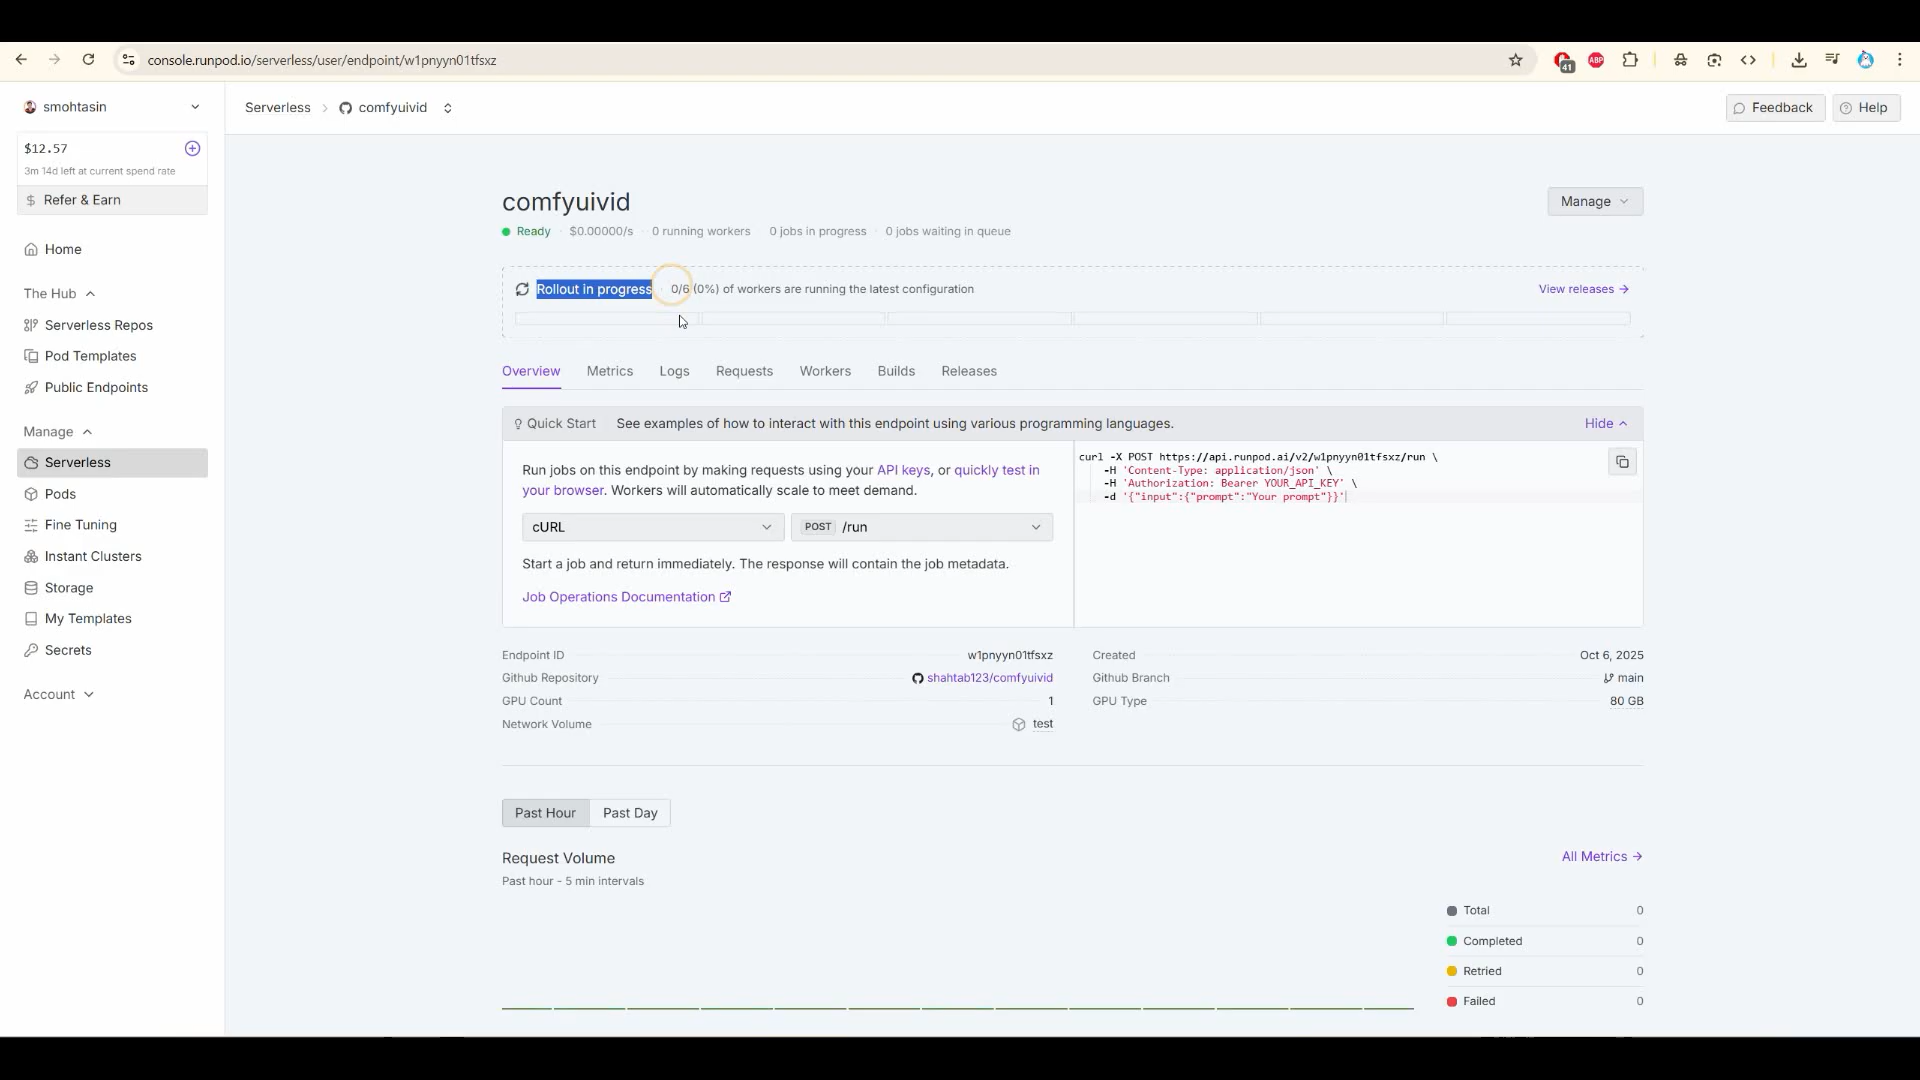 console.runpod.io/serverless/user/endpoint/w1pnyyn01tfsxz
41
ABP
smohtasin
$12.57
3m 14d left at current spend rate
$ Refer & Earn
Home
The Hub
Serverless Repos
Pod Templates
Public Endpoints
Manage
Serverless
Pods
Fine Tuning
Instant Clusters
Storage
My Templates
Secrets
Account
Serverless > comfyuivid
Feedback
Help
comfyuivid
Manage
Ready · $0.00000/s · 0 running workers 0 jobs in progress · 0 jobs waiting in queue
Rollout in progress · 0/6 (0%) of workers are running the latest configuration
View releases →
Overview Metrics Logs Requests Workers Builds Releases
Quick Start See examples of how to interact with this endpoint using various programming languages.
Hide
Run jobs on this endpoint by making requests using your API keys, or quickly test in
your browser. Workers will automatically scale to meet demand.
cURL
POST /run
Start a job and return immediately. The response will contain the job metadata.
Job Operations Documentation
curl -X POST https://api.runpod.ai/v2/w1pnyyn01tfsxz/run \
-H 'Content-Type: application/json' \
-H 'Authorization: Bearer YOUR_API_KEY' \
-d '{"input":{"prompt":"Your prompt"}}'
Endpoint ID w1pnyyn01tfsxz
Created Oct 6, 2025
Github Repository shahtab123/comfyuivid
Github Branch main
GPU Count 1
GPU Type 80 GB
Network Volume test
Past Hour Past Day
Request Volume
All Metrics →
Past hour - 5 min intervals
Total 0
Completed 0
Retried 0
Failed 0